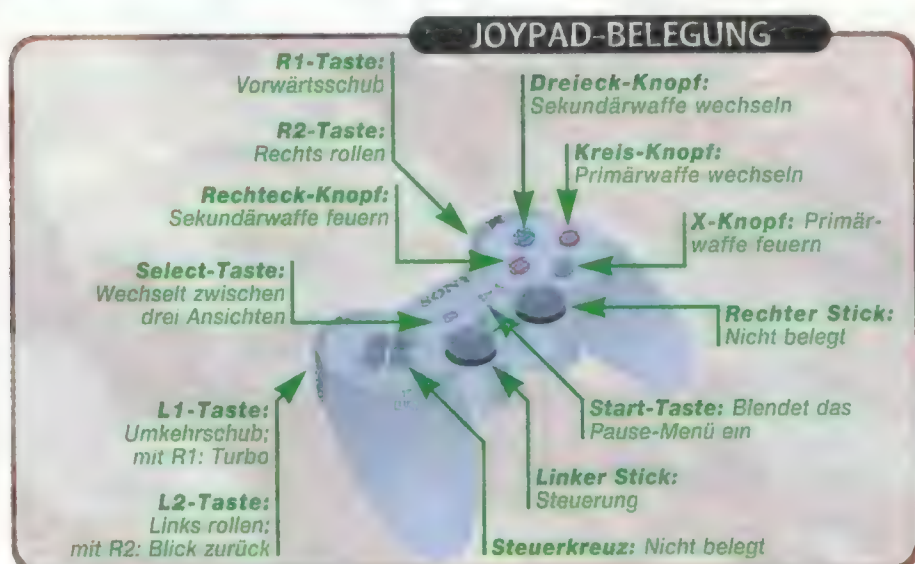 JOYPAD-BELEGUNG
R1-Taste:
Vorwärtsschub
R2-Taste:
Rechts rollen
Rechteck-Knopf:
Sekundärwaffe feuern
Select-Taste:
Wechselt zwischen
drei Ansichten
L1-Taste:
Umkehrschub;
mit R1: Turbo
L2-Taste:
Links rollen;
mit R2: Blick zurück
Dreieck-Knopf:
Sekundärwaffe wechseln
Kreis-Knopf:
Primärwaffe wechseln
X-Knopf: Primär-
waffe feuern
Rechter Stick:
Nicht belegt
Start-Taste: Blendet das
Pause-Menü ein
Linker Stick:
Steuerung
Steuerkreuz: Nicht belegt
SONY